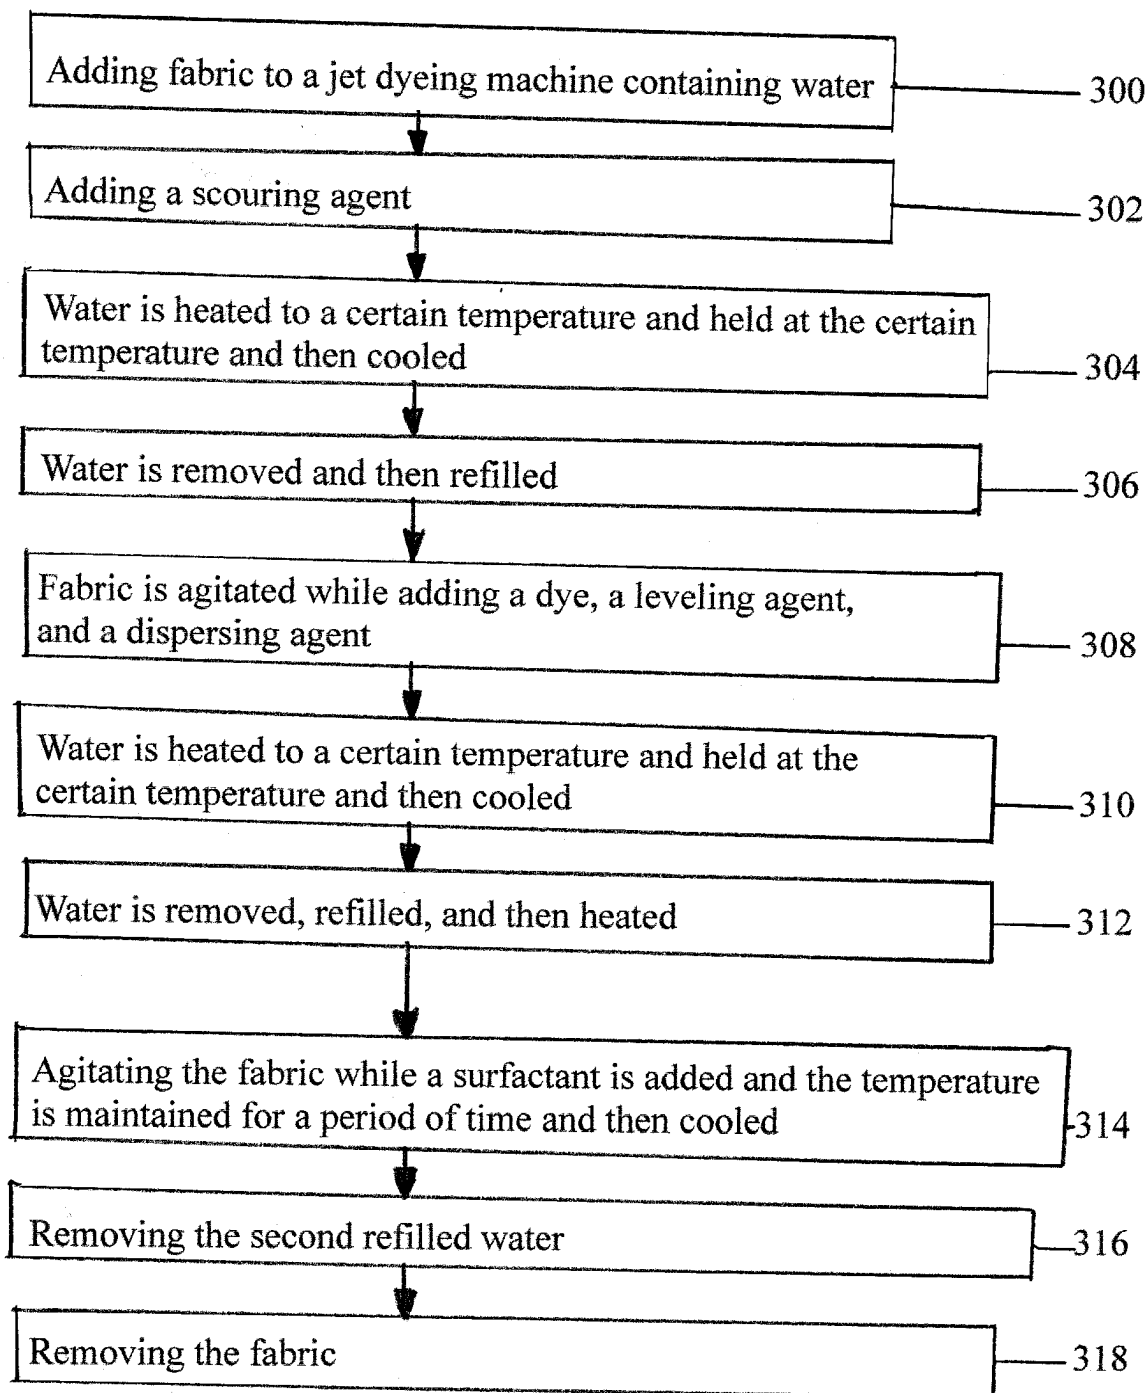 Adding fabric to a jet dyeing machine containing water
300
Adding a scouring agent
302
Water is heated to a certain temperature and held at the certain
temperature and then cooled
304
Water is removed and then refilled
306
Fabric is agitated while adding a dye, a leveling agent,
and a dispersing agent
308
Water is heated to a certain temperature and held at the
certain temperature and then cooled
310
Water is removed, refilled, and then heated
312
Agitating the fabric while a surfactant is added and the temperature
is maintained for a period of time and then cooled
314
Removing the second refilled water
316
Removing the fabric
318